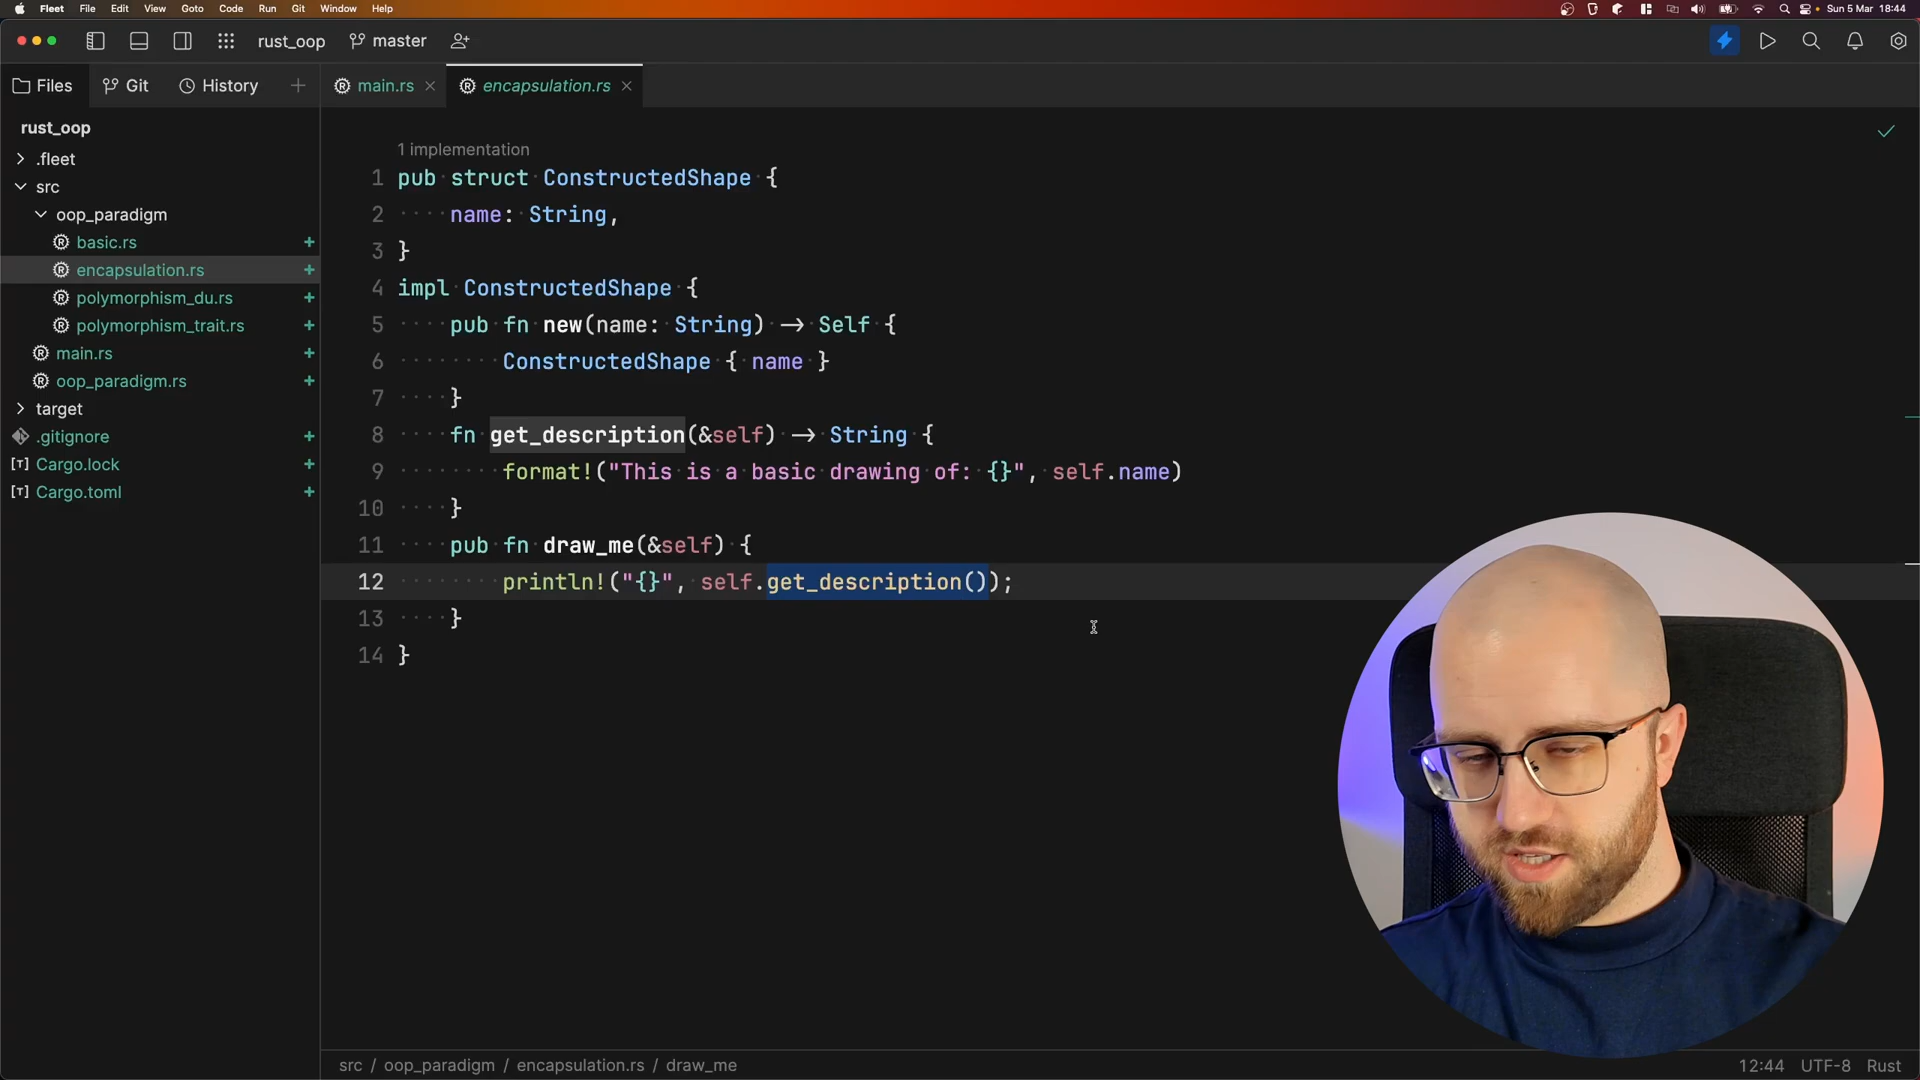 Fleet File Edit View Goto Code Run Git Window Help Sun 5 Mar 18:44
rust_oop master
Files Git History
main.rs encapsulation.rs
rust_oop
.fleet
src
oop_paradigm
basic.rs +
encapsulation.rs +
polymorphism_du.rs +
polymorphism_trait.rs +
main.rs +
oop_paradigm.rs +
target
.gitignore +
[T] Cargo.lock +
[T] Cargo.toml +
1 implementation
1 pub struct ConstructedShape {
2 name: String,
3 }
4 impl ConstructedShape {
5 pub fn new(name: String) → Self {
6 ConstructedShape { name }
7 }
8 fn get_description(&self) → String {
9 format!("This is a basic drawing of: {}", self.name)
10 }
11 pub fn draw_me(&self) {
12 println!("{}", self.get_description());
13 }
14 }
src / oop_paradigm / encapsulation.rs / draw_me 12:44 UTF-8 Rust